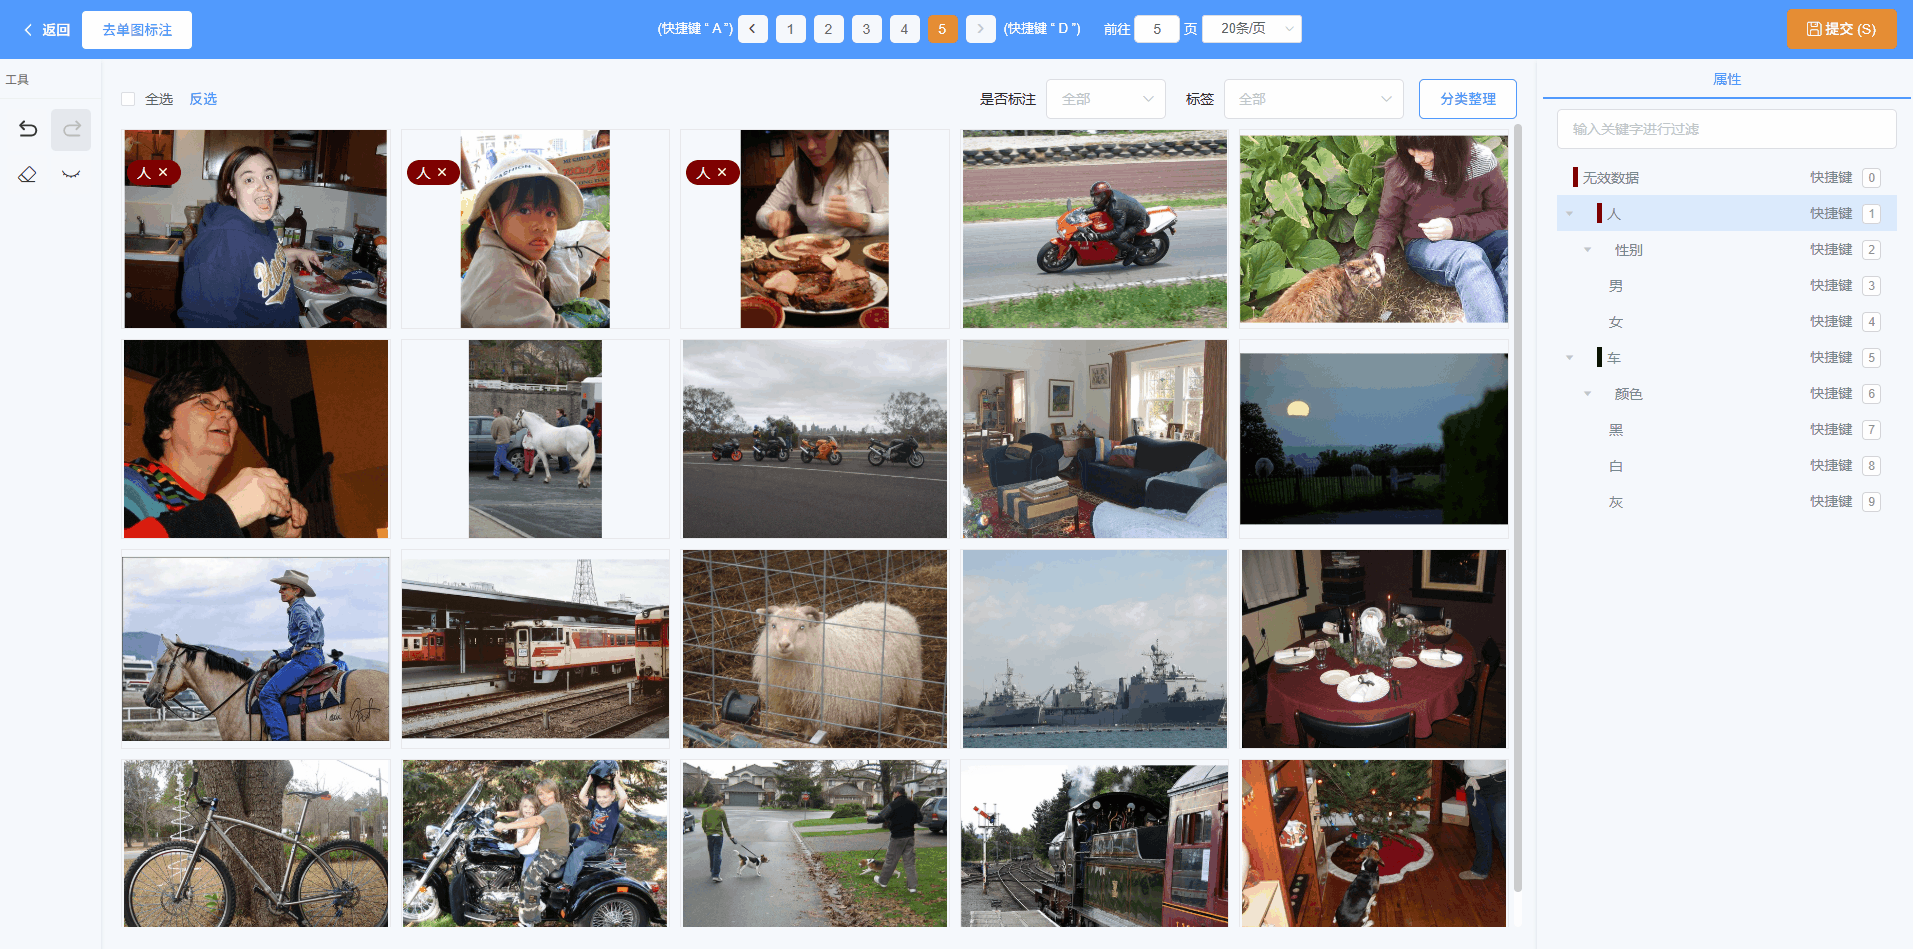 返回
去单图标注
(快捷键 “ A ”) 1 2 3 4 5 (快捷键 “ D ”) 前往 5 页 20条/页
提交 (S)
工具
全选 反选
是否标注 全部 标签 全部 分类整理
人 ×
人 ×
人 ×
FASHION
属性
输入关键字进行过滤
无效数据 快捷键 0
人 快捷键 1
性别 快捷键 2
男 快捷键 3
女 快捷键 4
车 快捷键 5
颜色 快捷键 6
黑 快捷键 7
白 快捷键 8
灰 快捷键 9